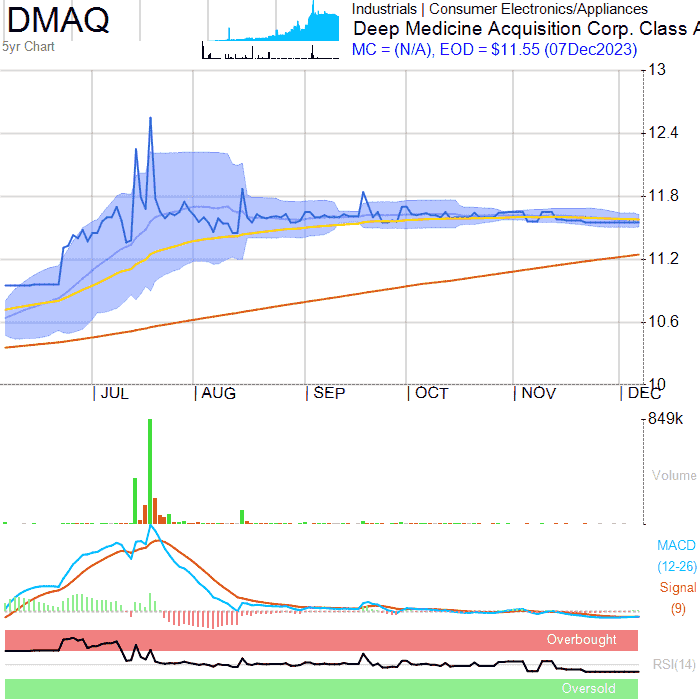 DMAQ
5yr Chart
Industrials | Consumer Electronics/Appliances
Deep Medicine Acquisition Corp. Class A
MC = (N/A), EOD = $11.55 (07Dec2023)
13
12.4
11.8
11.2
10.6
10
JUL AUG SEP OCT NOV DEC
849k
Volume
MACD
(12-26)
Signal
(9)
Overbought
RSI(14)
Oversold